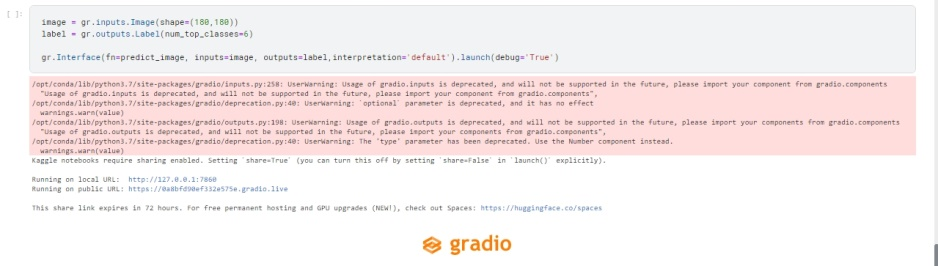 [ ]:
image = gr.inputs.Image(shape=(180,180))
label = gr.outputs.Label(num_top_classes=6)
gr.Interface(fn=predict_image, inputs=image, outputs=label,interpretation='default').launch(debug='True')
/opt/conda/lib/python3.7/site-packages/gradio/inputs.py:258: UserWarning: Usage of gradio.inputs is deprecated, and will not be supported in the future, please import your component from gradio.components
"Usage of gradio.inputs is deprecated, and will not be supported in the future, please import your component from gradio.components",
/opt/conda/lib/python3.7/site-packages/gradio/deprecation.py:40: UserWarning: `optional` parameter is deprecated, and it has no effect
warnings.warn(value)
/opt/conda/lib/python3.7/site-packages/gradio/outputs.py:198: UserWarning: Usage of gradio.outputs is deprecated, and will not be supported in the future, please import your components from gradio.components
"Usage of gradio.outputs is deprecated, and will not be supported in the future, please import your components from gradio.components",
/opt/conda/lib/python3.7/site-packages/gradio/deprecation.py:40: UserWarning: The 'type' parameter has been deprecated. Use the Number component instead.
warnings.warn(value)
Kaggle notebooks require sharing enabled. Setting `share=True` (you can turn this off by setting `share=False` in `launch()` explicitly).
Running on local URL:  http://127.0.0.1:7860
Running on public URL: https://0a8bfd90ef332e575e.gradio.live
This share link expires in 72 hours. For free permanent hosting and GPU upgrades (NEW!), check out Spaces: https://huggingface.co/spaces
gradio